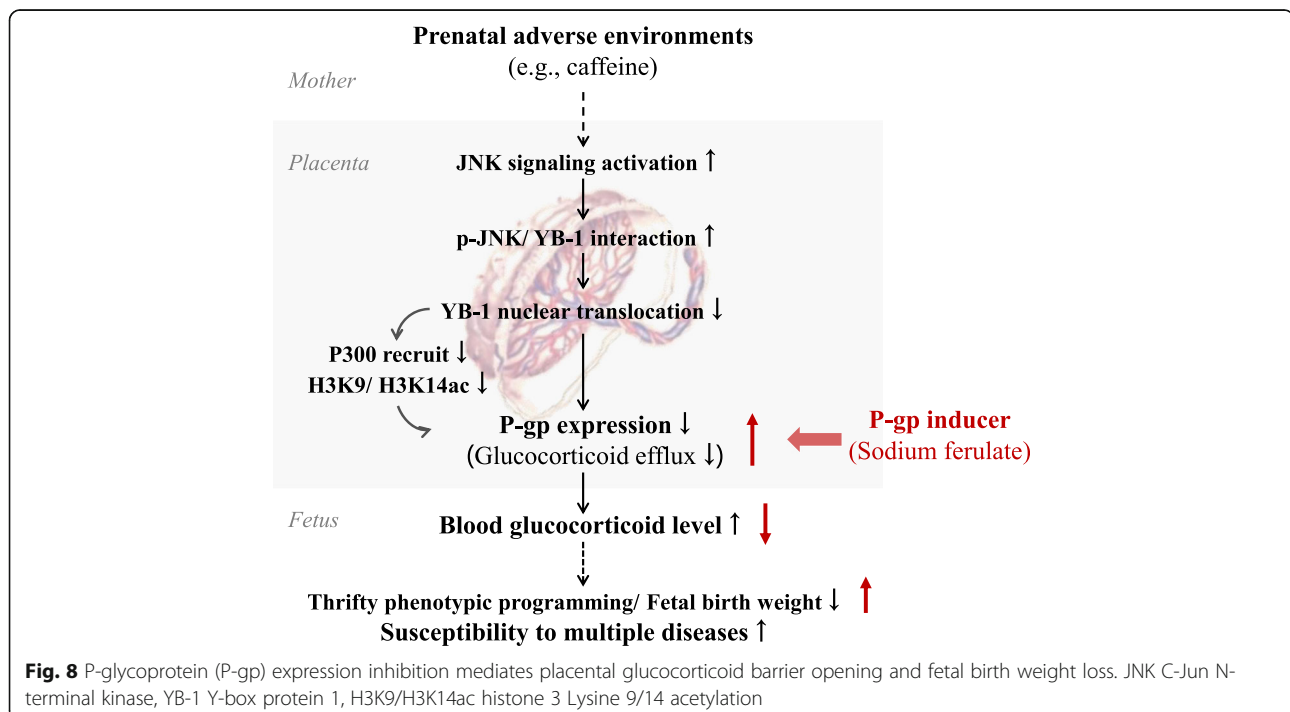 Prenatal adverse environments
(e.g., caffeine)
Mother
Placenta
JNK signaling activation ↑
p-JNK/ YB-1 interaction ↑
YB-1 nuclear translocation ↓
P300 recruit ↓
H3K9/ H3K14ac ↓
P-gp expression ↓
(Glucocorticoid efflux ↓)
P-gp inducer
(Sodium ferulate)
Fetus
Blood glucocorticoid level ↑
Thrifty phenotypic programming/ Fetal birth weight ↓
Susceptibility to multiple diseases ↑
Fig. 8 P-glycoprotein (P-gp) expression inhibition mediates placental glucocorticoid barrier opening and fetal birth weight loss. JNK C-Jun N-
terminal kinase, YB-1 Y-box protein 1, H3K9/H3K14ac histone 3 Lysine 9/14 acetylation